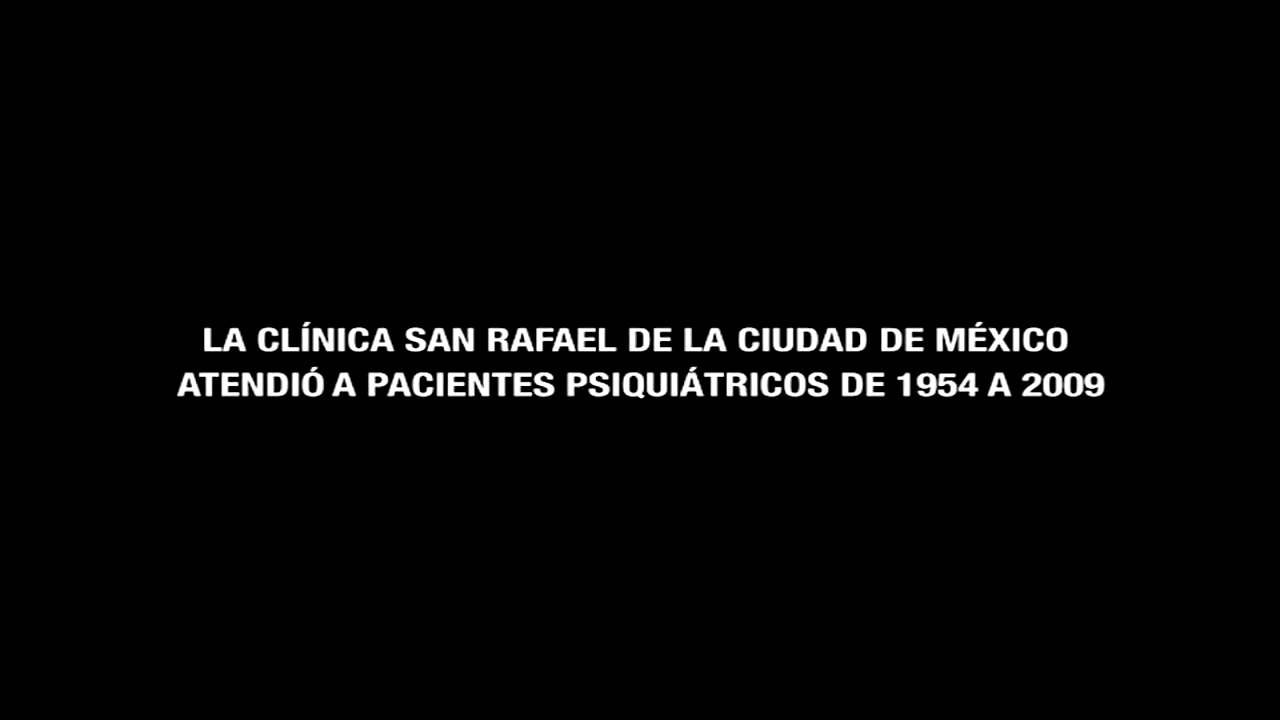 LA CLÍNICA SAN RAFAEL DE LA CIUDAD DE MÉXICO
ATENDIÓ A PACIENTES PSIQUIÁTRICOS DE 1954 A 2009